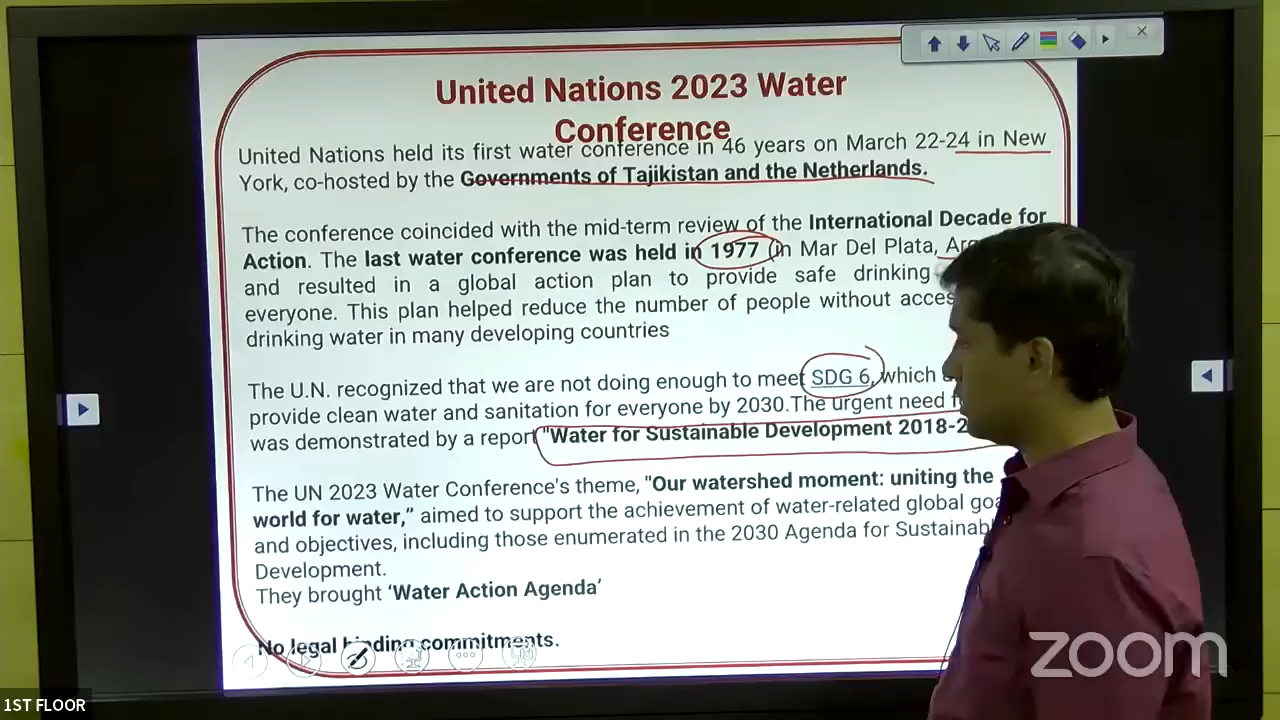 United Nations 2023 Water
Conference
United Nations held its first water conference in 46 years on March 22-24 in New
York, co-hosted by the Governments of Tajikistan and the Netherlands.
The conference coincided with the mid-term review of the International Decade for
Action. The last water conference was held in 1977 (in Mar Del Plata,
and resulted in a global action plan to provide safe drinking
everyone. This plan helped reduce the number of people without
drinking water in many developing countries
The U.N. recognized that we are not doing enough to meet SDG 6, which
provide clean water and sanitation for everyone by 2030.The urgent need
was demonstrated by a report "Water for Sustainable Development 2018-2
The UN 2023 Water Conference's theme, "Our watershed moment: uniting the
world for water,” aimed to support the achievement of water-related global
and objectives, including those enumerated in the 2030 Agenda for
Development.
They brought ‘Water Action Agenda’
No legal binding commitments.
zoom
1ST FLOOR